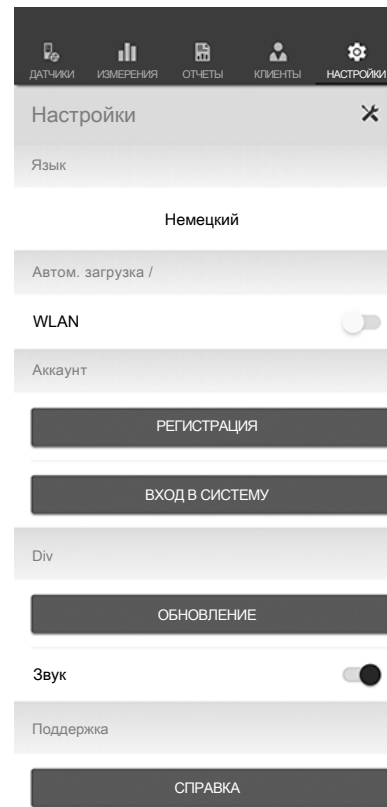 ДАТЧИКИ ИЗМЕРЕНИЯ ОТЧЕТЫ КЛИЕНТЫ НАСТРОЙКИ
Настройки
Язык
Немецкий
Автом. загрузка /
WLAN
Аккаунт
РЕГИСТРАЦИЯ
ВХОД В СИСТЕМУ
Div
ОБНОВЛЕНИЕ
Звук
Поддержка
СПРАВКА